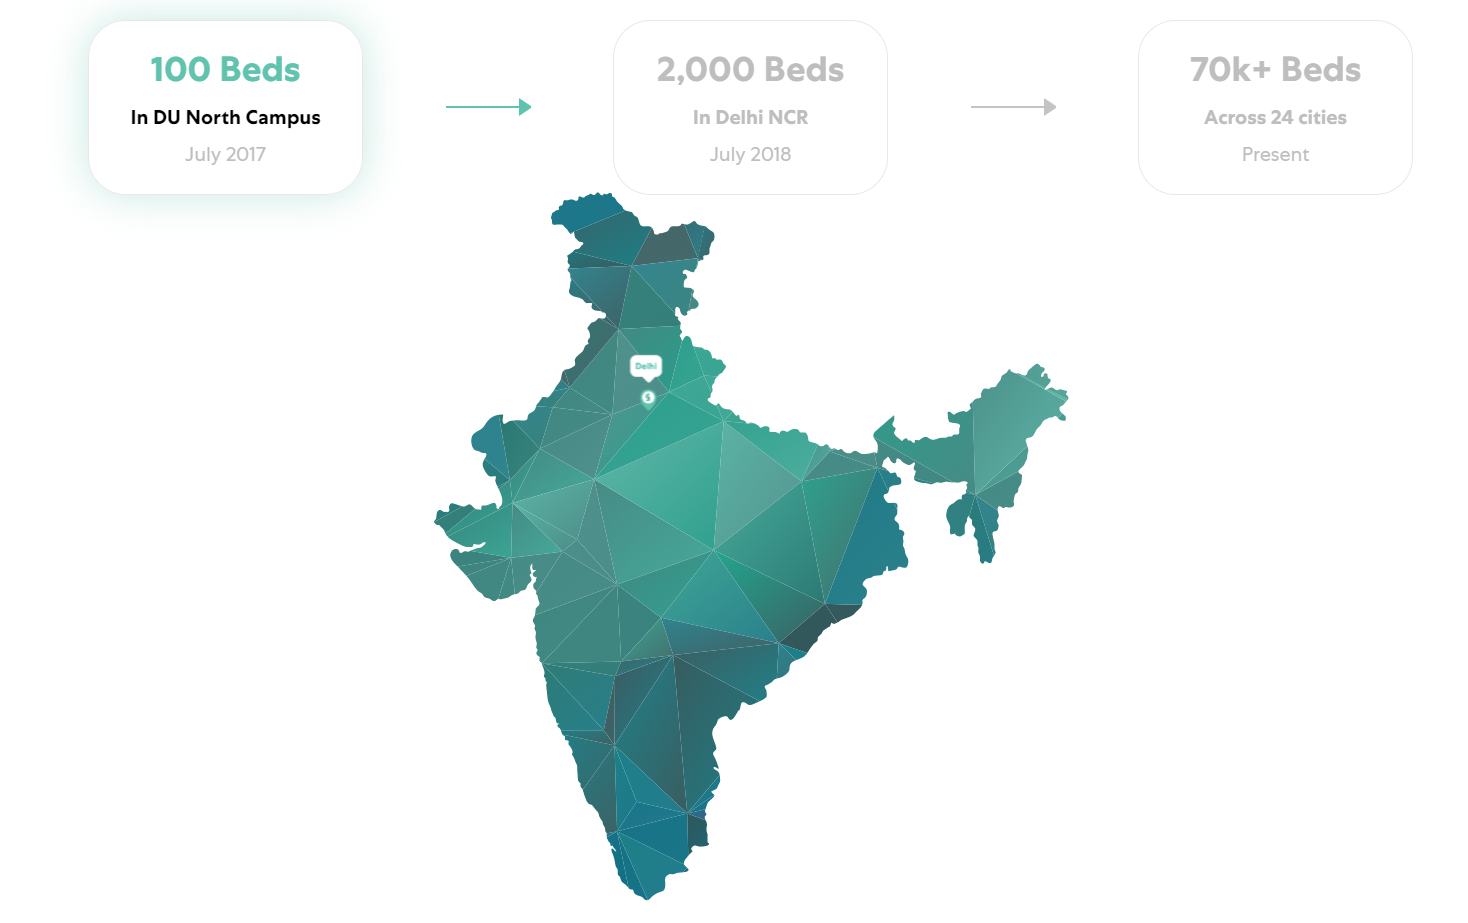 100 Beds
In DU North Campus
July 2017
2,000 Beds
In Delhi NCR
July 2018
70k+ Beds
Across 24 cities
Present
Delhi